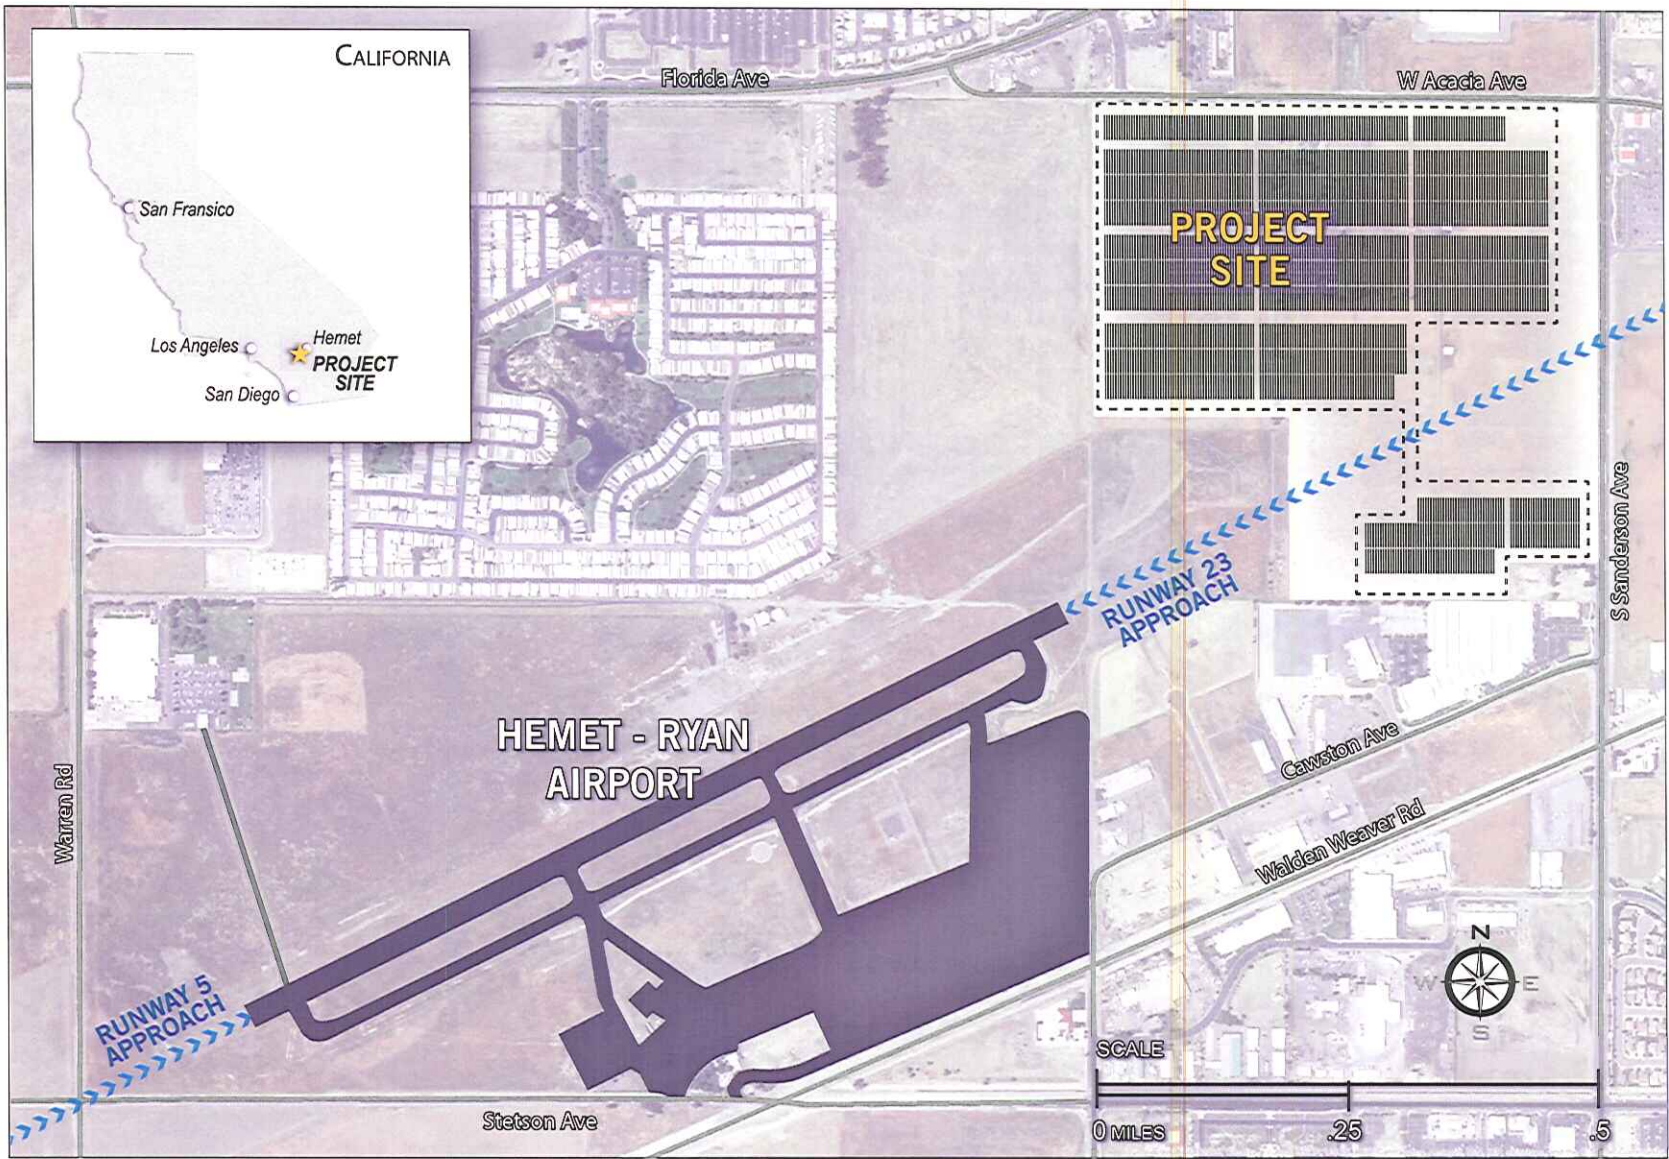 CALIFORNIA
San Fransico
Los Angeles
Hemet
PROJECT
SITE
San Diego
Florida Ave
W Acacia Ave
PROJECT
SITE
S Sanderson Ave
RUNWAY 23
APPROACH
HEMET - RYAN
AIRPORT
Warren Rd
Cawston Ave
Walden Weaver Rd
RUNWAY 5
APPROACH
Stetson Ave
N
W
E
S
SCALE
0 MILES
.25
.5